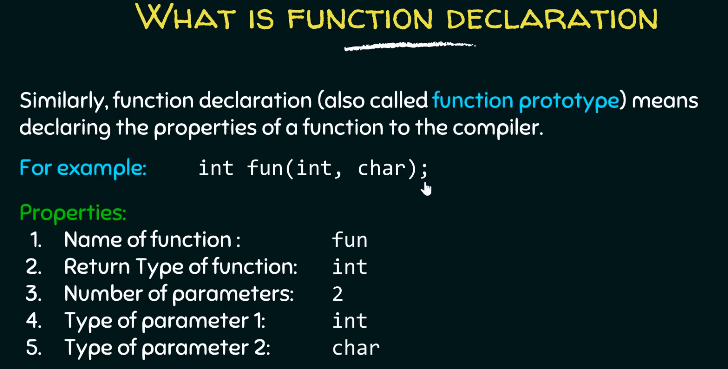 WHAT IS FUNCTION DECLARATION
Similarly, function declaration (also called function prototype) means
declaring the properties of a function to the compiler.
For example: int fun(int, char);
Properties:
1. Name of function : fun
2. Return Type of function: int
3. Number of parameters: 2
4. Type of parameter 1: int
5. Type of parameter 2: char